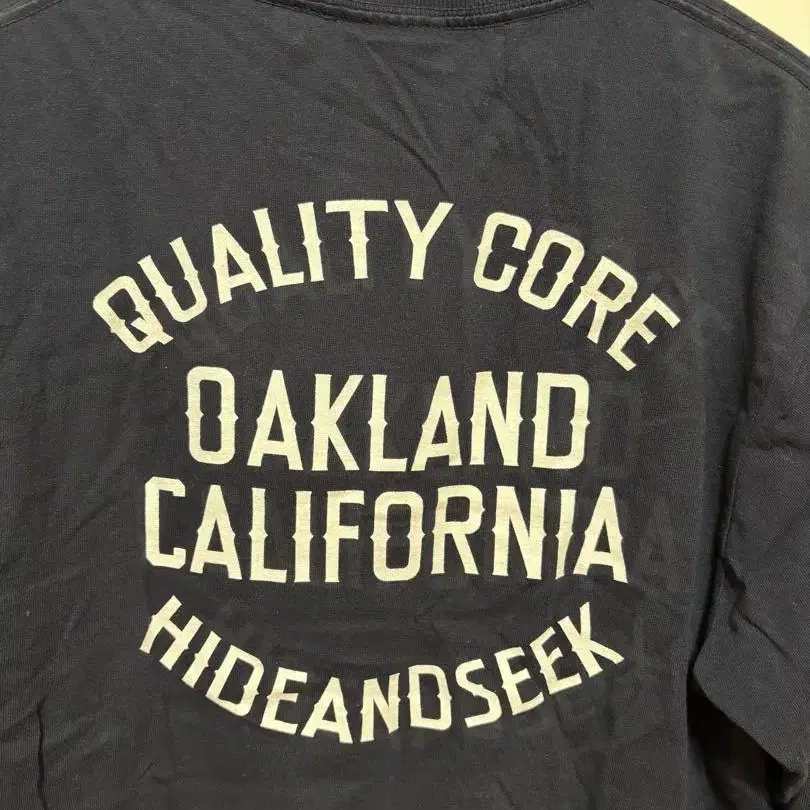 QUALITY CORE
OAKLAND
CALIFORNIA
HIDEANDSEEK